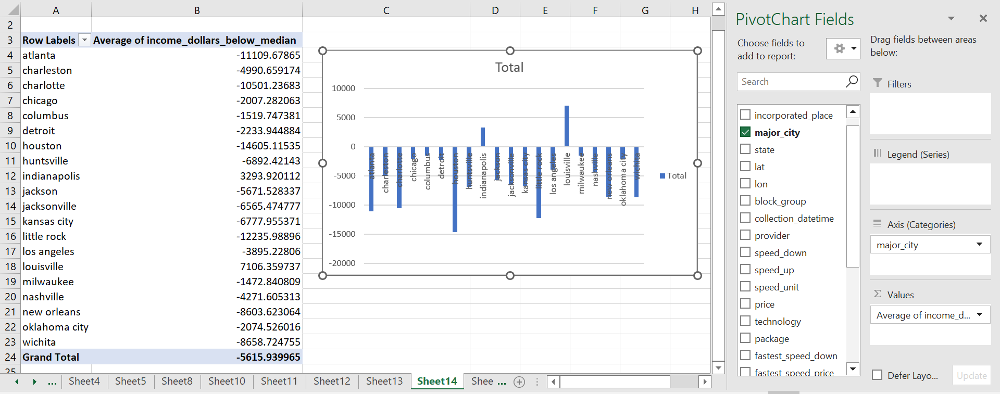 A B C D E F G H
2
3 Row Labels Average of income_dollars_below_median
4 atlanta -11109.67865
5 charleston -4990.659174
6 charlotte -10501.23683
7 chicago -2007.282063
8 columbus -1519.747381
9 detroit -2233.944884
10 houston -14605.11535
11 huntsville -6892.42143
12 indianapolis 3293.920112
13 jackson -5671.528337
14 jacksonville -6565.474777
15 kansas city -6777.955371
16 little rock -12235.98896
17 los angeles -3895.22806
18 louisville 7106.359737
19 milwaukee -1472.840809
20 nashville -4271.605313
21 new orleans -8603.623064
22 oklahoma city -2074.526016
23 wichita -8658.724755
24 Grand Total -5615.939965
25
Total
10000
5000
0
-5000
-10000
-15000
-20000
atlanta
charleston
charlotte
chicago
columbus
detroit
houston
huntsville
indianapolis
jackson
jacksonville
kansas city
little rock
los angeles
louisville
milwaukee
nashville
new orleans
oklahoma city
wichita
Total
... Sheet4 Sheet5 Sheet8 Sheet10 Sheet11 Sheet12 Sheet13 Sheet14 Shee ...
PivotChart Fields
Choose fields to
add to report:
Search
incorporated_place
major_city
state
lat
lon
block_group
collection_datetime
provider
speed_down
speed_up
speed_unit
price
technology
package
fastest_speed_down
fastest_speed_price
Drag fields between areas
below:
Filters
Legend (Series)
Axis (Categories)
major_city
Σ Values
Average of income_d...
Defer Layo... Update